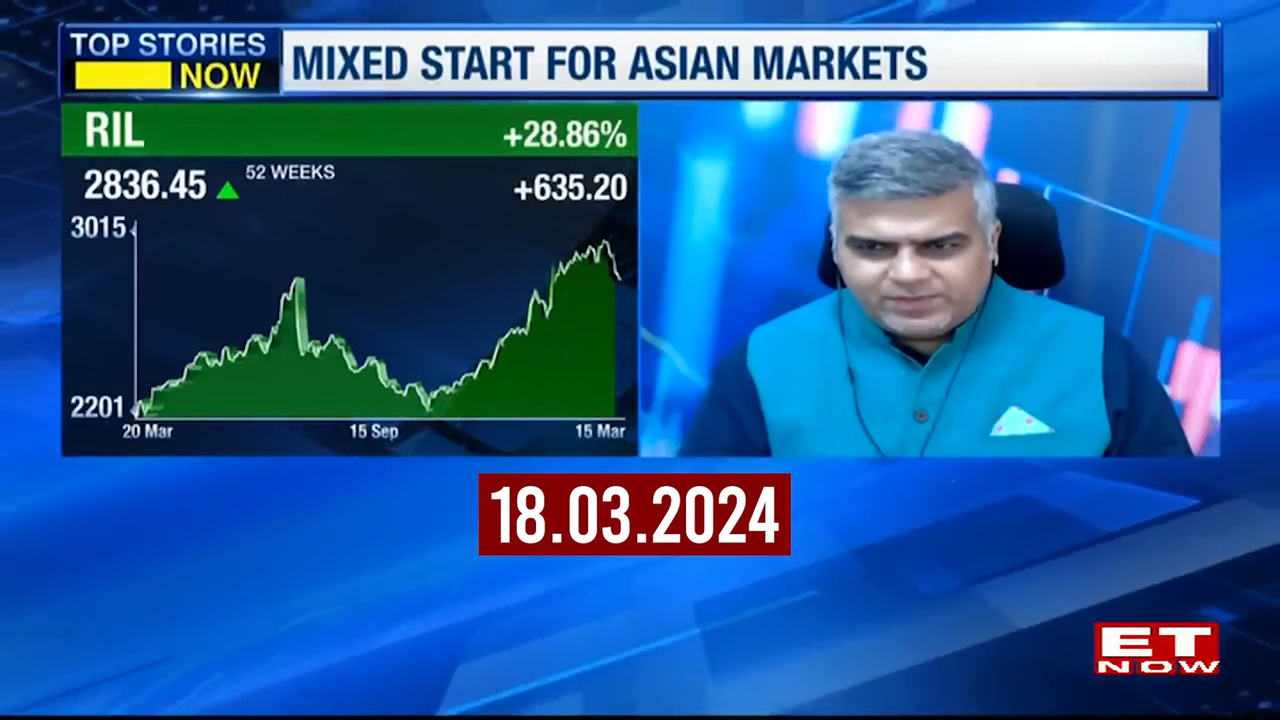 TOP STORIES
NOW
MIXED START FOR ASIAN MARKETS
RIL
+28.86%
2836.45
52 WEEKS
+635.20
3015
2201
20 Mar
15 Sep
15 Mar
18.03.2024
ET
NOW